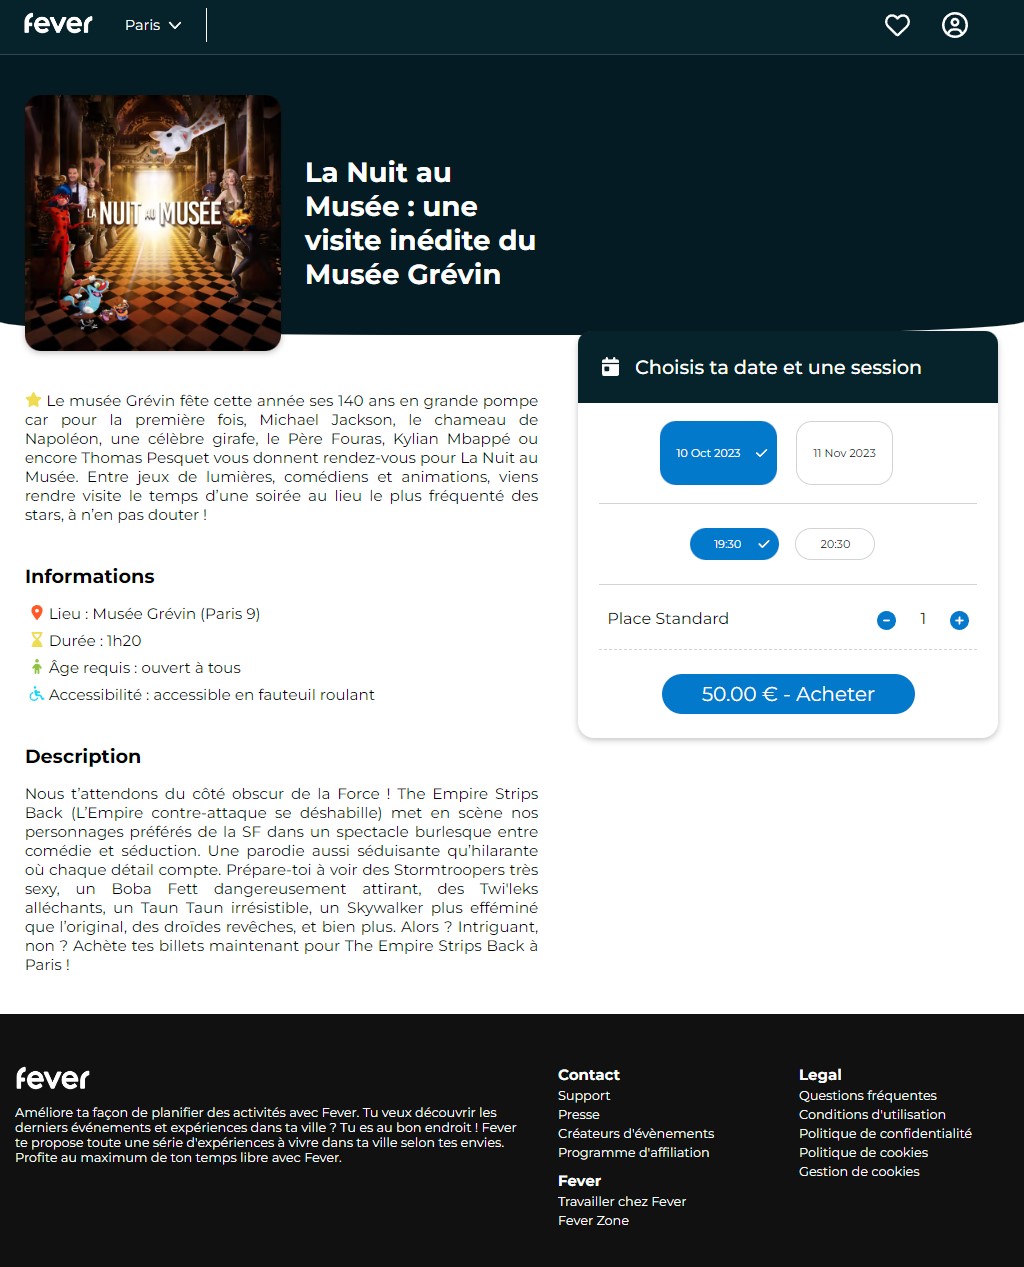 fever
Paris
LA NUIT AU MUSÉE
La Nuit au
Musée : une
visite inédite du
Musée Grévin
Choisis ta date et une session
10 Oct 2023
11 Nov 2023
19:30
20:30
Place Standard
1
50.00 € - Acheter
Le musée Grévin fête cette année ses 140 ans en grande pompe
car pour la première fois, Michael Jackson, le chameau de
Napoléon, une célèbre girafe, le Père Fouras, Kylian Mbappé ou
encore Thomas Pesquet vous donnent rendez-vous pour La Nuit au
Musée. Entre jeux de lumières, comédiens et animations, viens
rendre visite le temps d’une soirée au lieu le plus fréquenté des
stars, à n’en pas douter !
Informations
Lieu : Musée Grévin (Paris 9)
Durée : 1h20
Âge requis : ouvert à tous
Accessibilité : accessible en fauteuil roulant
Description
Nous t’attendons du côté obscur de la Force ! The Empire Strips
Back (L’Empire contre-attaque se déshabille) met en scène nos
personnages préférés de la SF dans un spectacle burlesque entre
comédie et séduction. Une parodie aussi séduisante qu’hilarante
où chaque détail compte. Prépare-toi à voir des Stormtroopers très
sexy, un Boba Fett dangereusement attirant, des Twi'leks
alléchants, un Taun Taun irrésistible, un Skywalker plus efféminé
que l’original, des droïdes revêches, et bien plus. Alors ? Intriguant,
non ? Achète tes billets maintenant pour The Empire Strips Back à
Paris !
fever
Améliore ta façon de planifier des activités avec Fever. Tu veux découvrir les
derniers événements et expériences dans ta ville ? Tu es au bon endroit ! Fever
te propose toute une série d'expériences à vivre dans ta ville selon tes envies.
Profite au maximum de ton temps libre avec Fever.
Contact
Support
Presse
Créateurs d'évènements
Programme d'affiliation
Fever
Travailler chez Fever
Fever Zone
Legal
Questions fréquentes
Conditions d'utilisation
Politique de confidentialité
Politique de cookies
Gestion de cookies